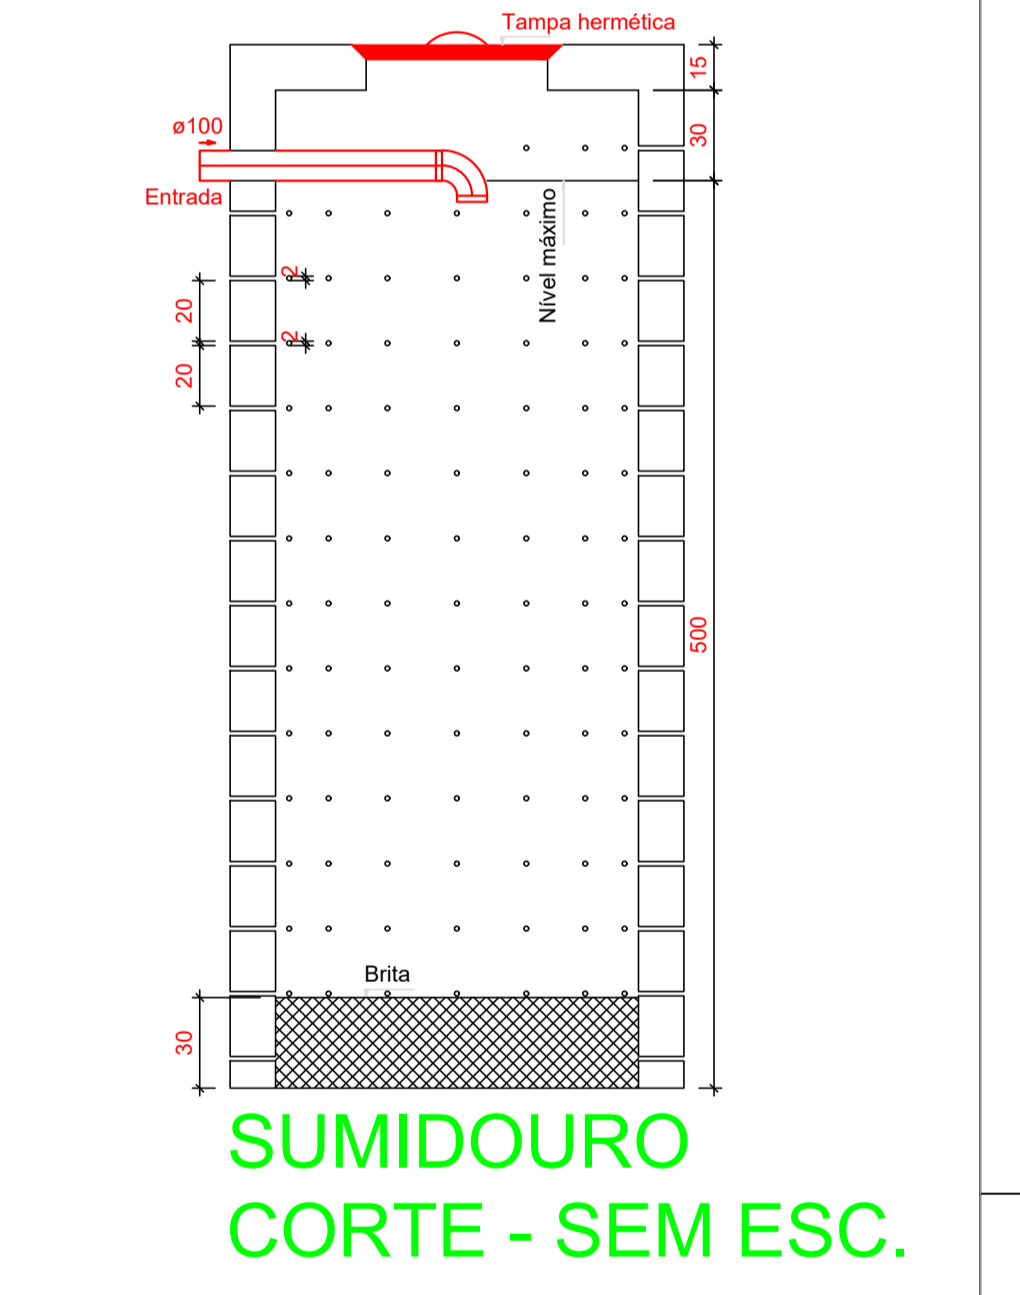 Tampa hermética
15
ø100
30
Entrada
Nível máximo
2
20
2
20
500
Brita
30
SUMIDOURO
CORTE - SEM ESC.